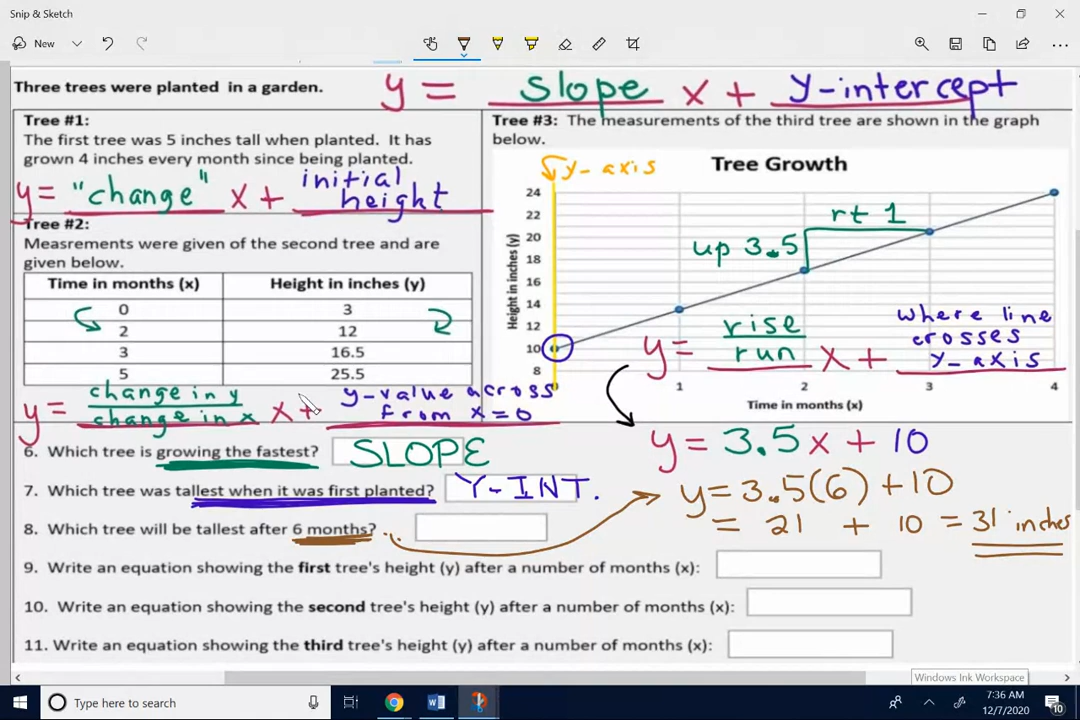 Snip & Sketch
New
Three trees were planted in a garden.
y = slope x + y-intercept
Tree #1:
The first tree was 5 inches tall when planted. It has
grown 4 inches every month since being planted.
y = "change" x + initial height
Tree #2:
Measrements were given of the second tree and are
given below.
Time in months (x) Height in inches (y)
0 3
2 12
3 16.5
5 25.5
y = change in y / change in x x + y-value across from x = 0
Tree #3: The measurements of the third tree are shown in the graph
below.
y-axis
Tree Growth
Height in inches (y)
24
22
20
18
16
14
12
10
8
0 1 2 3 4
Time in months (x)
up 3.5
rt 1
y = rise / run x + where line crosses y-axis
y = 3.5x + 10
y = 3.5(6) + 10
= 21 + 10 = 31 inches
6. Which tree is growing the fastest? SLOPE
7. Which tree was tallest when it was first planted? Y-INT.
8. Which tree will be tallest after 6 months?
9. Write an equation showing the first tree's height (y) after a number of months (x):
10. Write an equation showing the second tree's height (y) after a number of months (x):
11. Write an equation showing the third tree's height (y) after a number of months (x):
Windows Ink Workspace
Type here to search
7:36 AM
12/7/2020
10